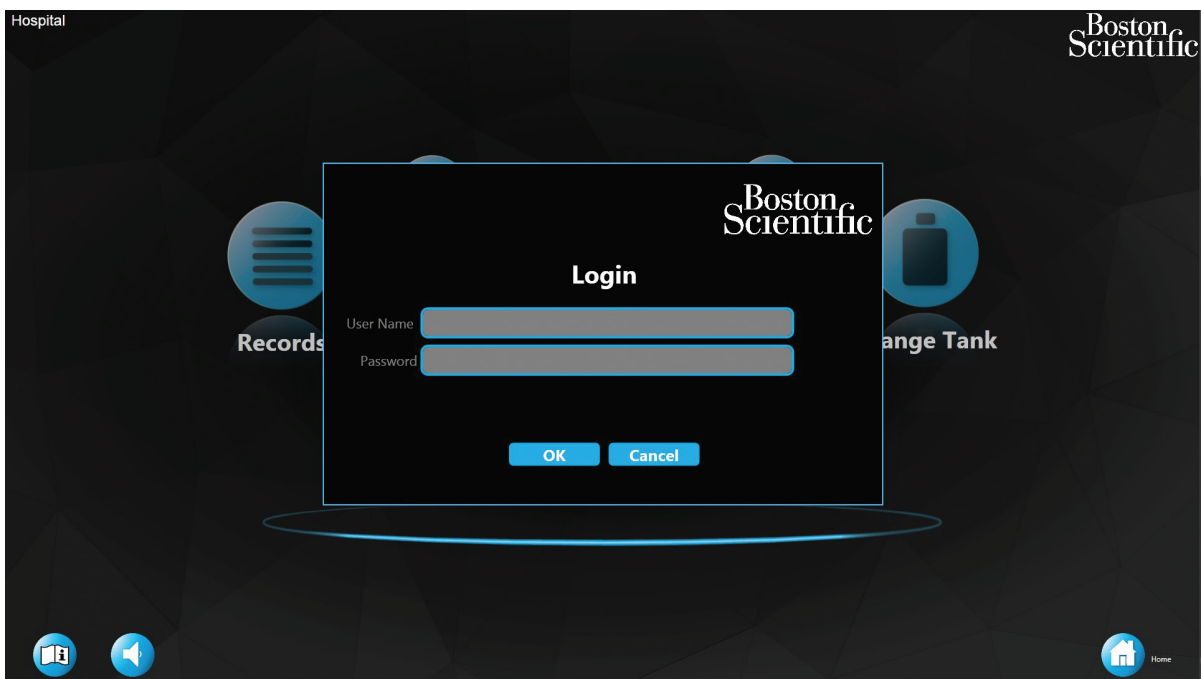 Hospital
Boston
Scientific
Boston
Scientific
Login
User Name
Password
Records
ange Tank
OK
Cancel
Home